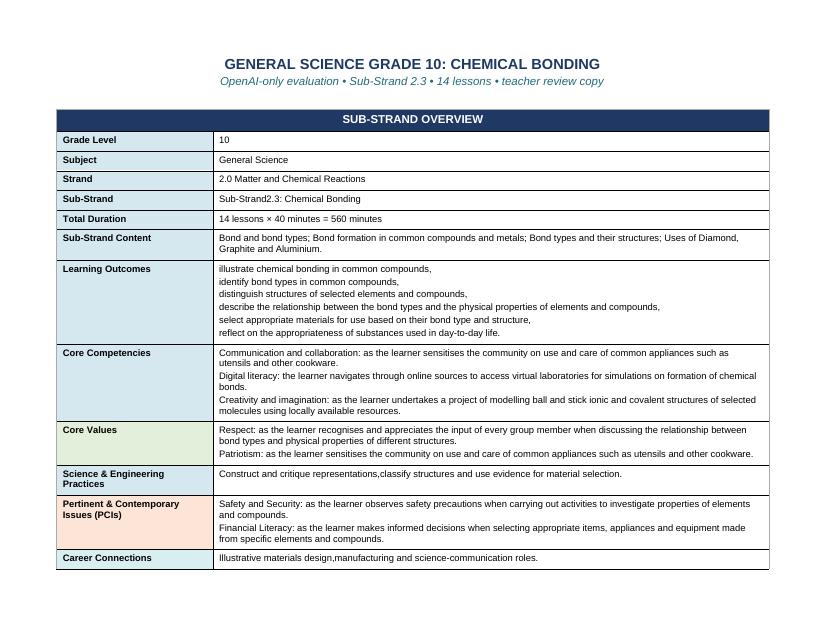 GENERAL SCIENCE GRADE 10: CHEMICAL BONDING
OpenAI-only evaluation • Sub-Strand 2.3 • 14 lessons • teacher review copy
SUB-STRAND OVERVIEW
Grade Level
10
Subject
General Science
Strand
2.0 Matter and Chemical Reactions
Sub-Strand
Sub-Strand2.3: Chemical Bonding
Total Duration
14 lessons × 40 minutes = 560 minutes
Sub-Strand Content
Bond and bond types; Bond formation in common compounds and metals; Bond types and their structures; Uses of Diamond,
Graphite and Aluminium.
Learning Outcomes
illustrate chemical bonding in common compounds,
identify bond types in common compounds,
distinguish structures of selected elements and compounds,
describe the relationship between the bond types and the physical properties of elements and compounds,
select appropriate materials for use based on their bond type and structure,
reflect on the appropriateness of substances used in day-to-day life.
Core Competencies
Communication and collaboration: as the learner sensitises the community on use and care of common appliances such as
utensils and other cookware.
Digital literacy: the learner navigates through online sources to access virtual laboratories for simulations on formation of chemical
bonds.
Creativity and imagination: as the learner undertakes a project of modelling ball and stick ionic and covalent structures of selected
molecules using locally available resources.
Core Values
Respect: as the learner recognises and appreciates the input of every group member when discussing the relationship between
bond types and physical properties of different structures.
Patriotism: as the learner sensitises the community on use and care of common appliances such as utensils and other cookware.
Science & Engineering
Practices
Construct and critique representations,classify structures and use evidence for material selection.
Pertinent & Contemporary
Issues (PCIs)
Safety and Security: as the learner observes safety precautions when carrying out activities to investigate properties of elements
and compounds.
Financial Literacy: as the learner makes informed decisions when selecting appropriate items, appliances and equipment made
from specific elements and compounds.
Career Connections
Illustrative materials design,manufacturing and science-communication roles.